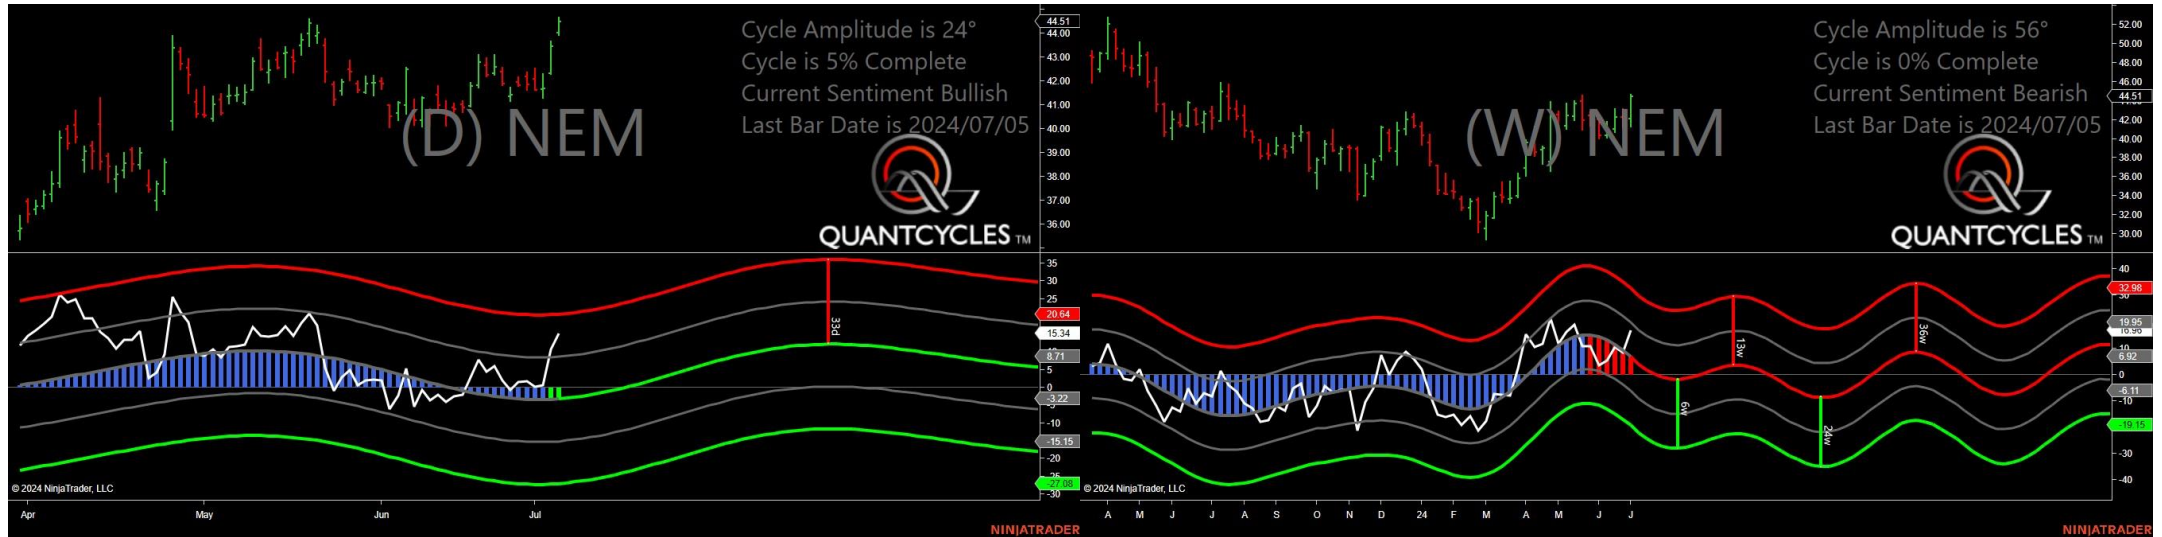 Cycle Amplitude is 24°
Cycle is 5% Complete
Current Sentiment Bullish
Last Bar Date is 2024/07/05
(D) NEM
QUANTCYCLES TM
44.51
44.00
43.00
42.00
41.00
40.00
39.00
38.00
37.00
36.00
35
30
25
20.64
15.34
8.71
5
0
-3.22
-10
-15.15
-20
-27.08
-30
33d
© 2024 NinjaTrader, LLC
Apr May Jun Jul
NINJATRADER
Cycle Amplitude is 56°
Cycle is 0% Complete
Current Sentiment Bearish
Last Bar Date is 2024/07/05
(W) NEM
QUANTCYCLES TM
52.00
50.00
48.00
46.00
44.51
42.00
40.00
38.00
36.00
34.00
32.00
30.00
40
32.98
19.95
16.96
10
6.92
0
-6.11
-10
-19.15
-30
-40
6w
13w
24w
36w
© 2024 NinjaTrader, LLC
A M J J A S O N D 24 F M A M J J
NINJATRADER